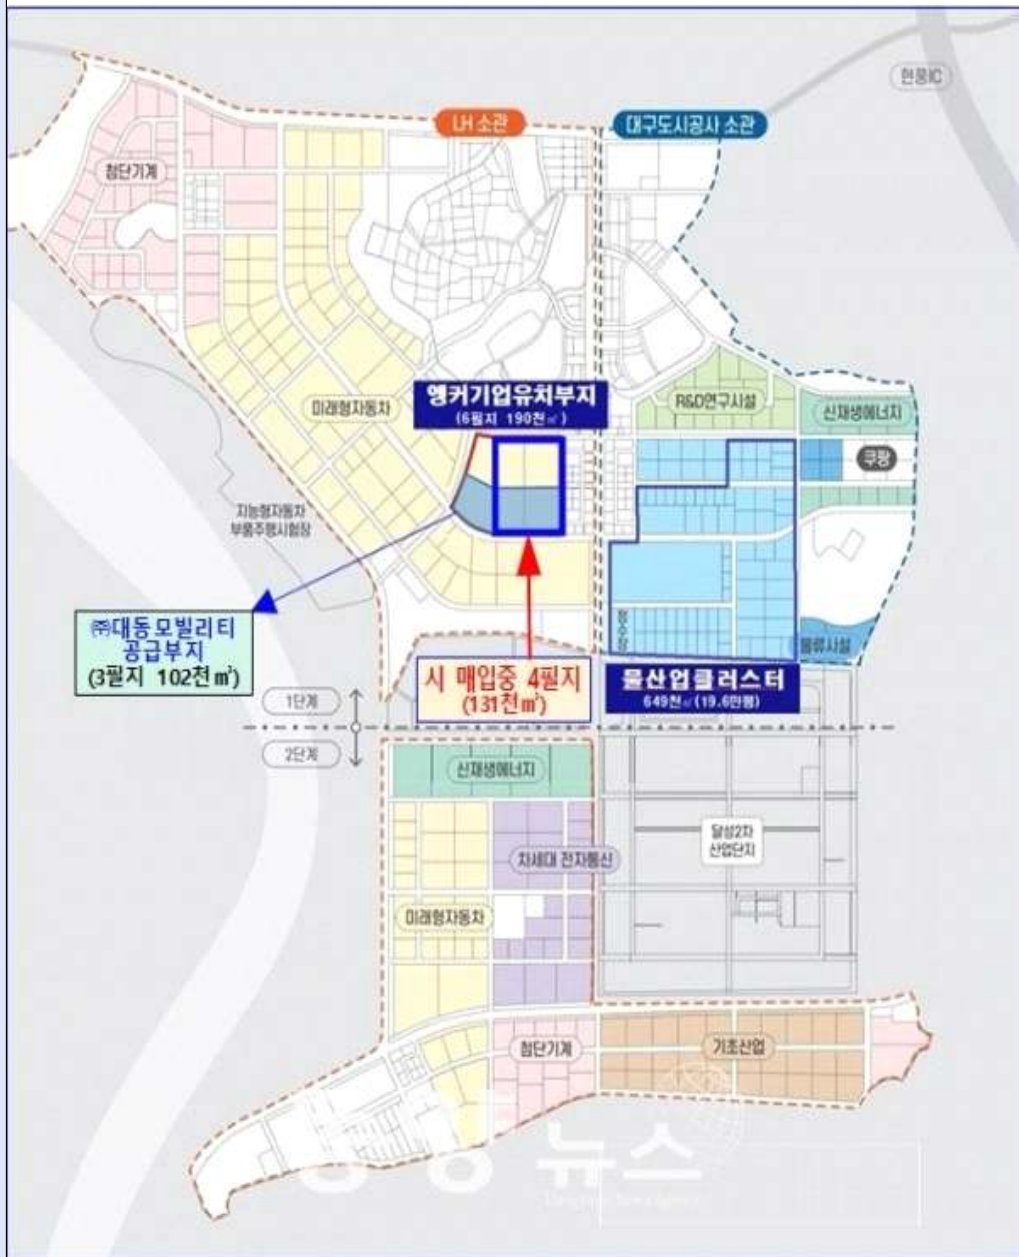 현풍IC
LH 소관
대구도시공사 소관
첨단기계
미래형자동차
앵커기업유치부지
(6필지 190천㎡)
R&D연구시설
신재생에너지
쿠팡
지능형자동차
부품주행시험장
㈜대동모빌리티
공급부지
(3필지 102천㎡)
시 매입중 4필지
(131천㎡)
물류시설
물산업클러스터
649천㎡(19.6만평)
1단계
2단계
신재생에너지
차세대 전자통신
달성2차
산업단지
미래형자동차
첨단기계
기초산업
뉴스